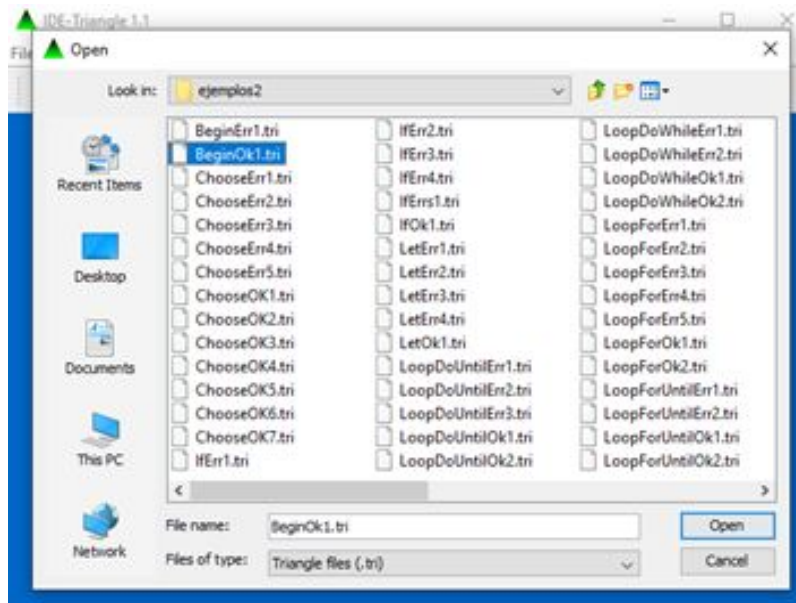 IDE-Triangle 1.1
File
Open
Look in:
ejemplos2
Recent Items
Desktop
Documents
This PC
Network
BeginErr1.tri
BeginOk1.tri
ChooseErr1.tri
ChooseErr2.tri
ChooseErr3.tri
ChooseErr4.tri
ChooseErr5.tri
ChooseOK1.tri
ChooseOK2.tri
ChooseOK3.tri
ChooseOK4.tri
ChooseOK5.tri
ChooseOK6.tri
ChooseOK7.tri
IfErr1.tri
IfErr2.tri
IfErr3.tri
IfErr4.tri
IfErrs1.tri
IfOk1.tri
LetErr1.tri
LetErr2.tri
LetErr3.tri
LetErr4.tri
LetOk1.tri
LoopDoUntilErr1.tri
LoopDoUntilErr2.tri
LoopDoUntilErr3.tri
LoopDoUntilOk1.tri
LoopDoUntilOk2.tri
LoopDoWhileErr1.tri
LoopDoWhileErr2.tri
LoopDoWhileOk1.tri
LoopDoWhileOk2.tri
LoopForErr1.tri
LoopForErr2.tri
LoopForErr3.tri
LoopForErr4.tri
LoopForErr5.tri
LoopForOk1.tri
LoopForOk2.tri
LoopForUntilErr1.tri
LoopForUntilErr2.tri
LoopForUntilOk1.tri
LoopForUntilOk2.tri
File name:
BeginOk1.tri
Open
Files of type:
Triangle files (.tri)
Cancel